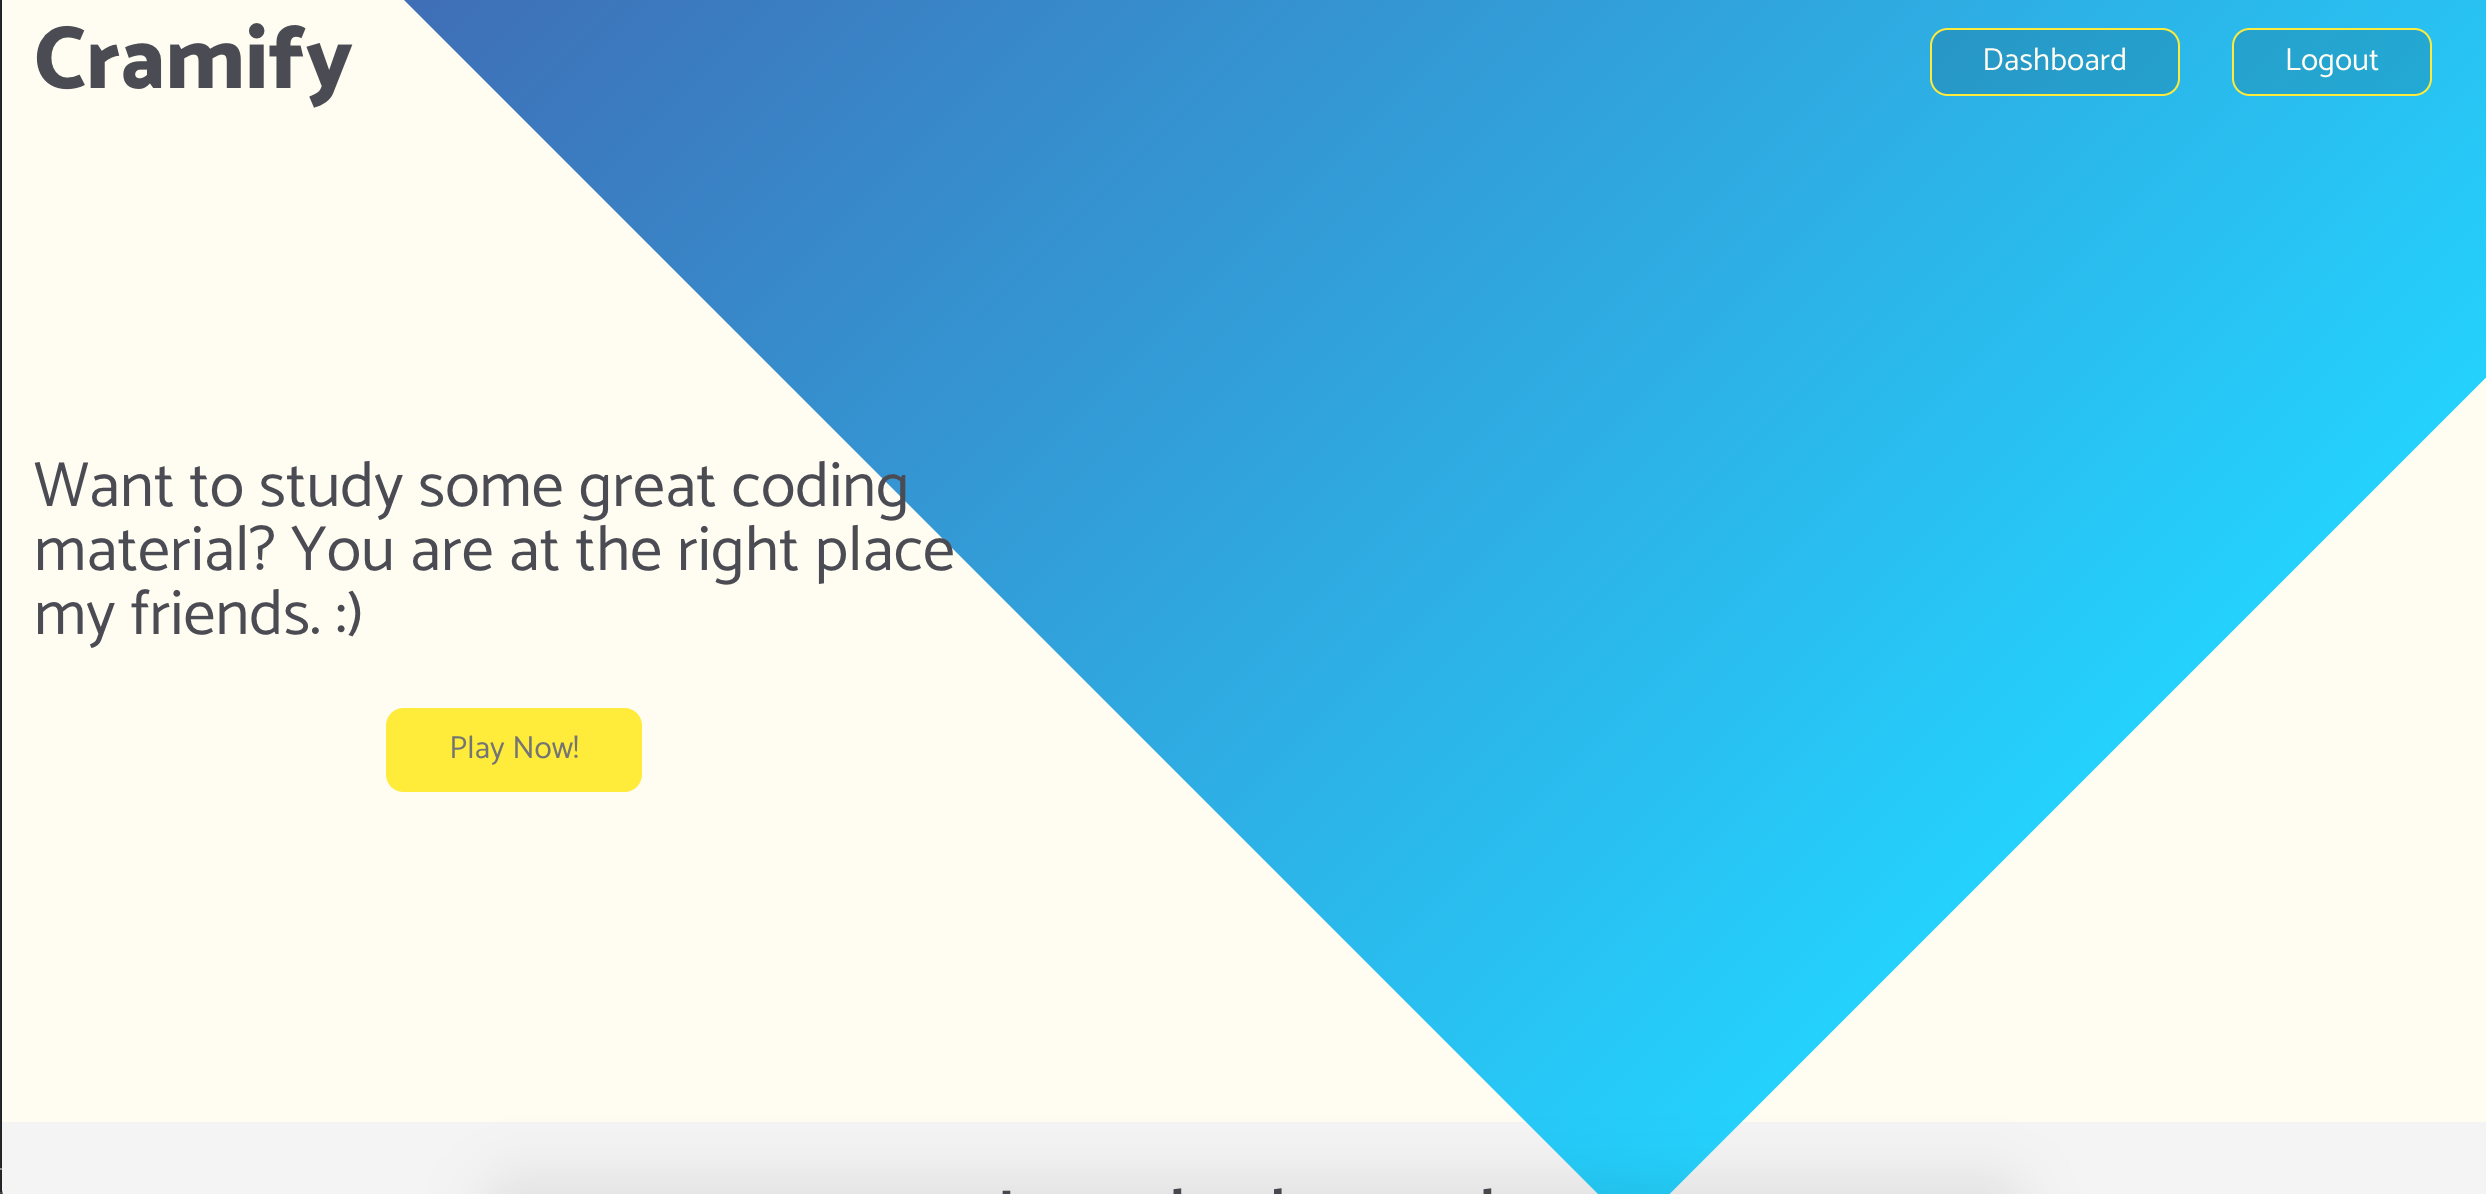 Cramify
Dashboard
Logout
Want to study some great coding
material? You are at the right place
my friends. :)
Play Now!